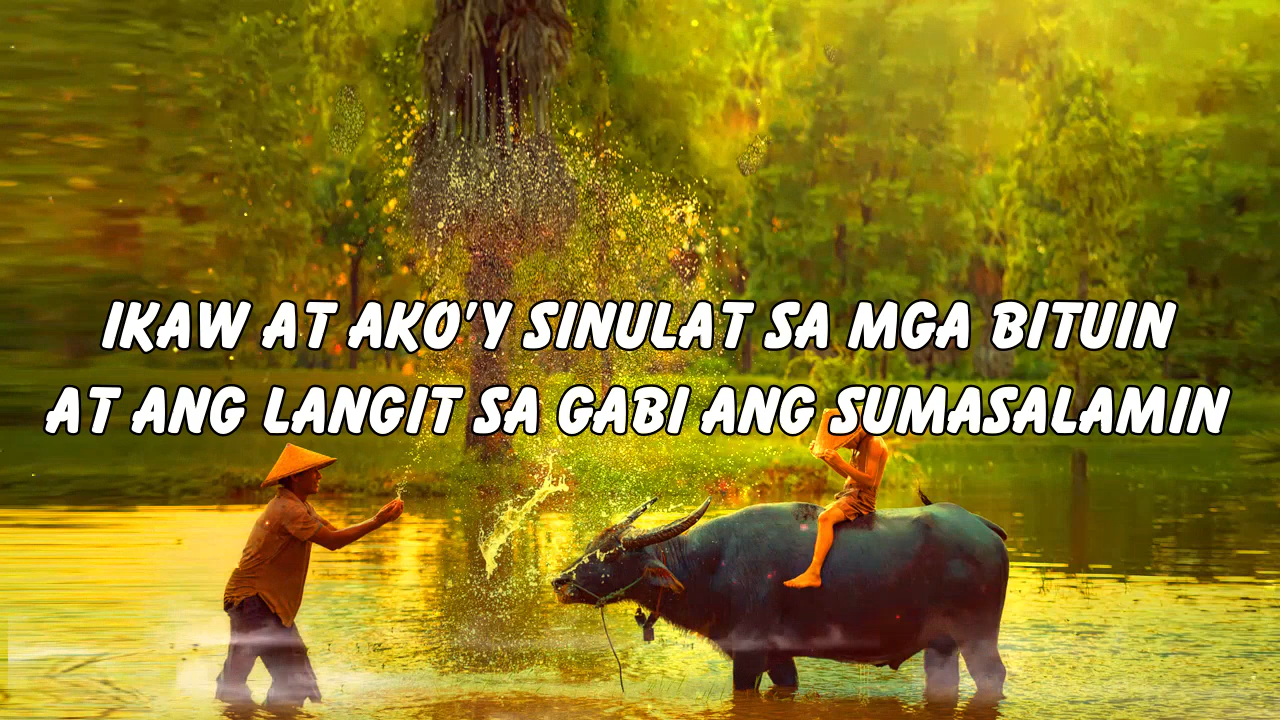 IKAW AT AKO'Y SINULAT SA MGA BITUIN
AT ANG LANGIT SA GABI ANG SUMASALAMIN